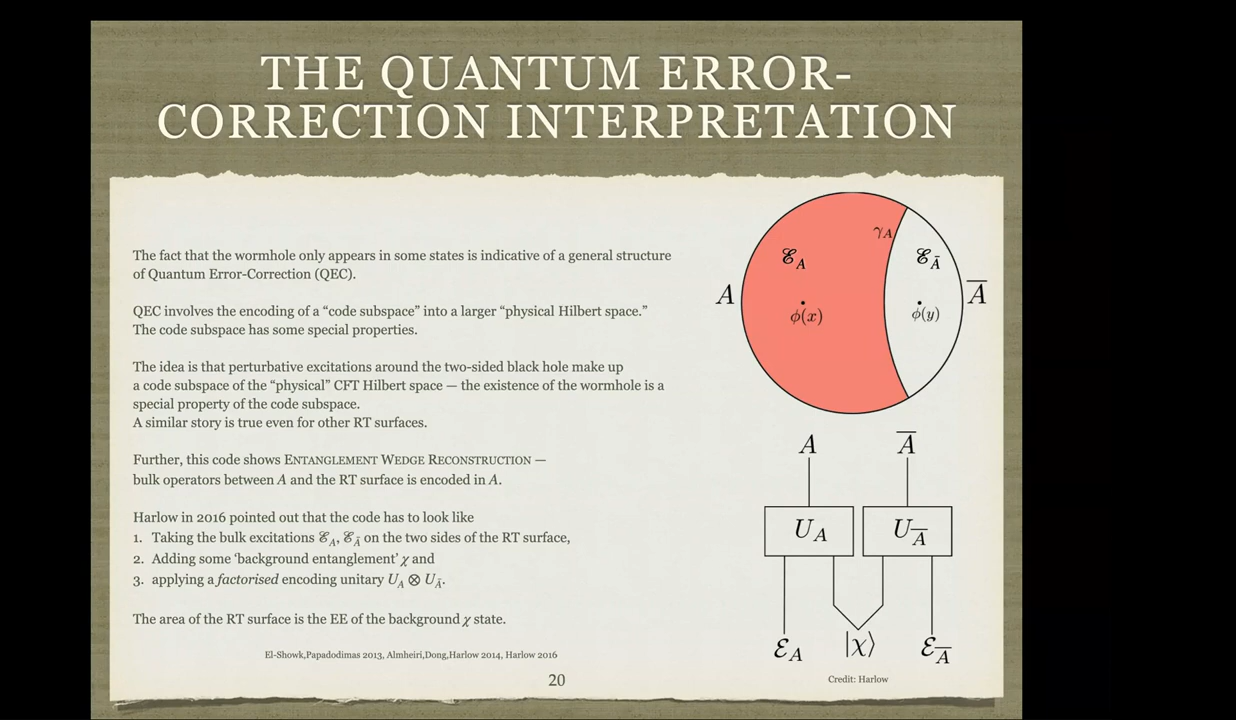 THE QUANTUM ERROR-
CORRECTION INTERPRETATION
The fact that the wormhole only appears in some states is indicative of a general structure
of Quantum Error-Correction (QEC).
QEC involves the encoding of a “code subspace” into a larger “physical Hilbert space.”
The code subspace has some special properties.
The idea is that perturbative excitations around the two-sided black hole make up
a code subspace of the “physical” CFT Hilbert space — the existence of the wormhole is a
special property of the code subspace.
A similar story is true even for other RT surfaces.
Further, this code shows ENTANGLEMENT WEDGE RECONSTRUCTION —
bulk operators between A and the RT surface is encoded in A.
Harlow in 2016 pointed out that the code has to look like
1. Taking the bulk excitations ℰ_A, ℰ_Ā on the two sides of the RT surface,
2. Adding some ‘background entanglement’ χ and
3. applying a factorised encoding unitary U_A ⊗ U_Ā.
The area of the RT surface is the EE of the background χ state.
El-Showk,Papadodimas 2013, Almheiri,Dong,Harlow 2014, Harlow 2016
20
γ_A
ℰ_A ℰ_Ā
A Ā
ϕ(x) ϕ(y)
A Ā
U_A U_Ā
ℰ_A |χ⟩ ℰ_Ā
Credit: Harlow